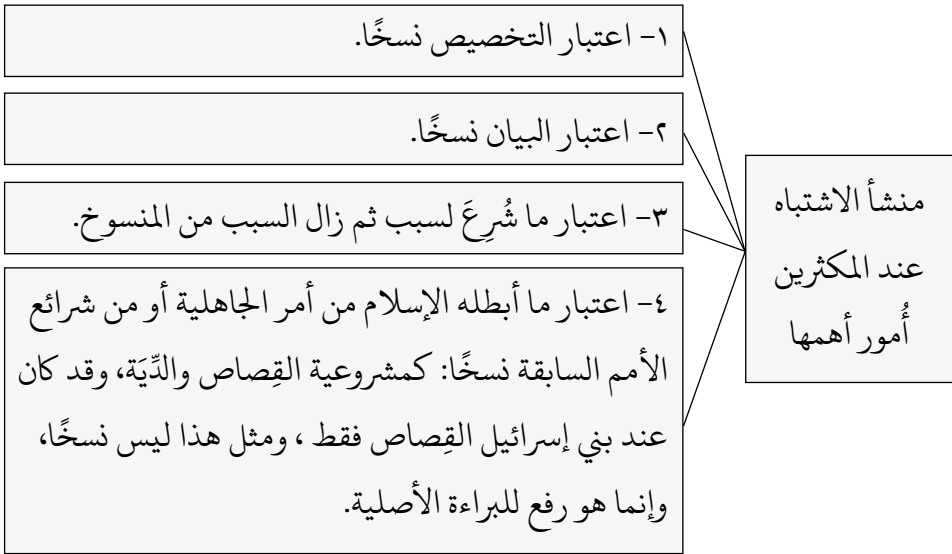 منشأ الاشتباه
عند المكثرين
أُمور أهمها
١- اعتبار التخصيص نسخًا.
٢- اعتبار البيان نسخًا.
٣- اعتبار ما شُرِعَ لسبب ثم زال السبب من المنسوخ.
٤- اعتبار ما أبطله الإسلام من أمر الجاهلية أو من شرائع
الأمم السابقة نسخًا: كمشروعية القِصاص والدِّيَة، وقد كان
عند بني إسرائيل القِصاص فقط ، ومثل هذا ليس نسخًا،
وإنما هو رفع للبراءة الأصلية.